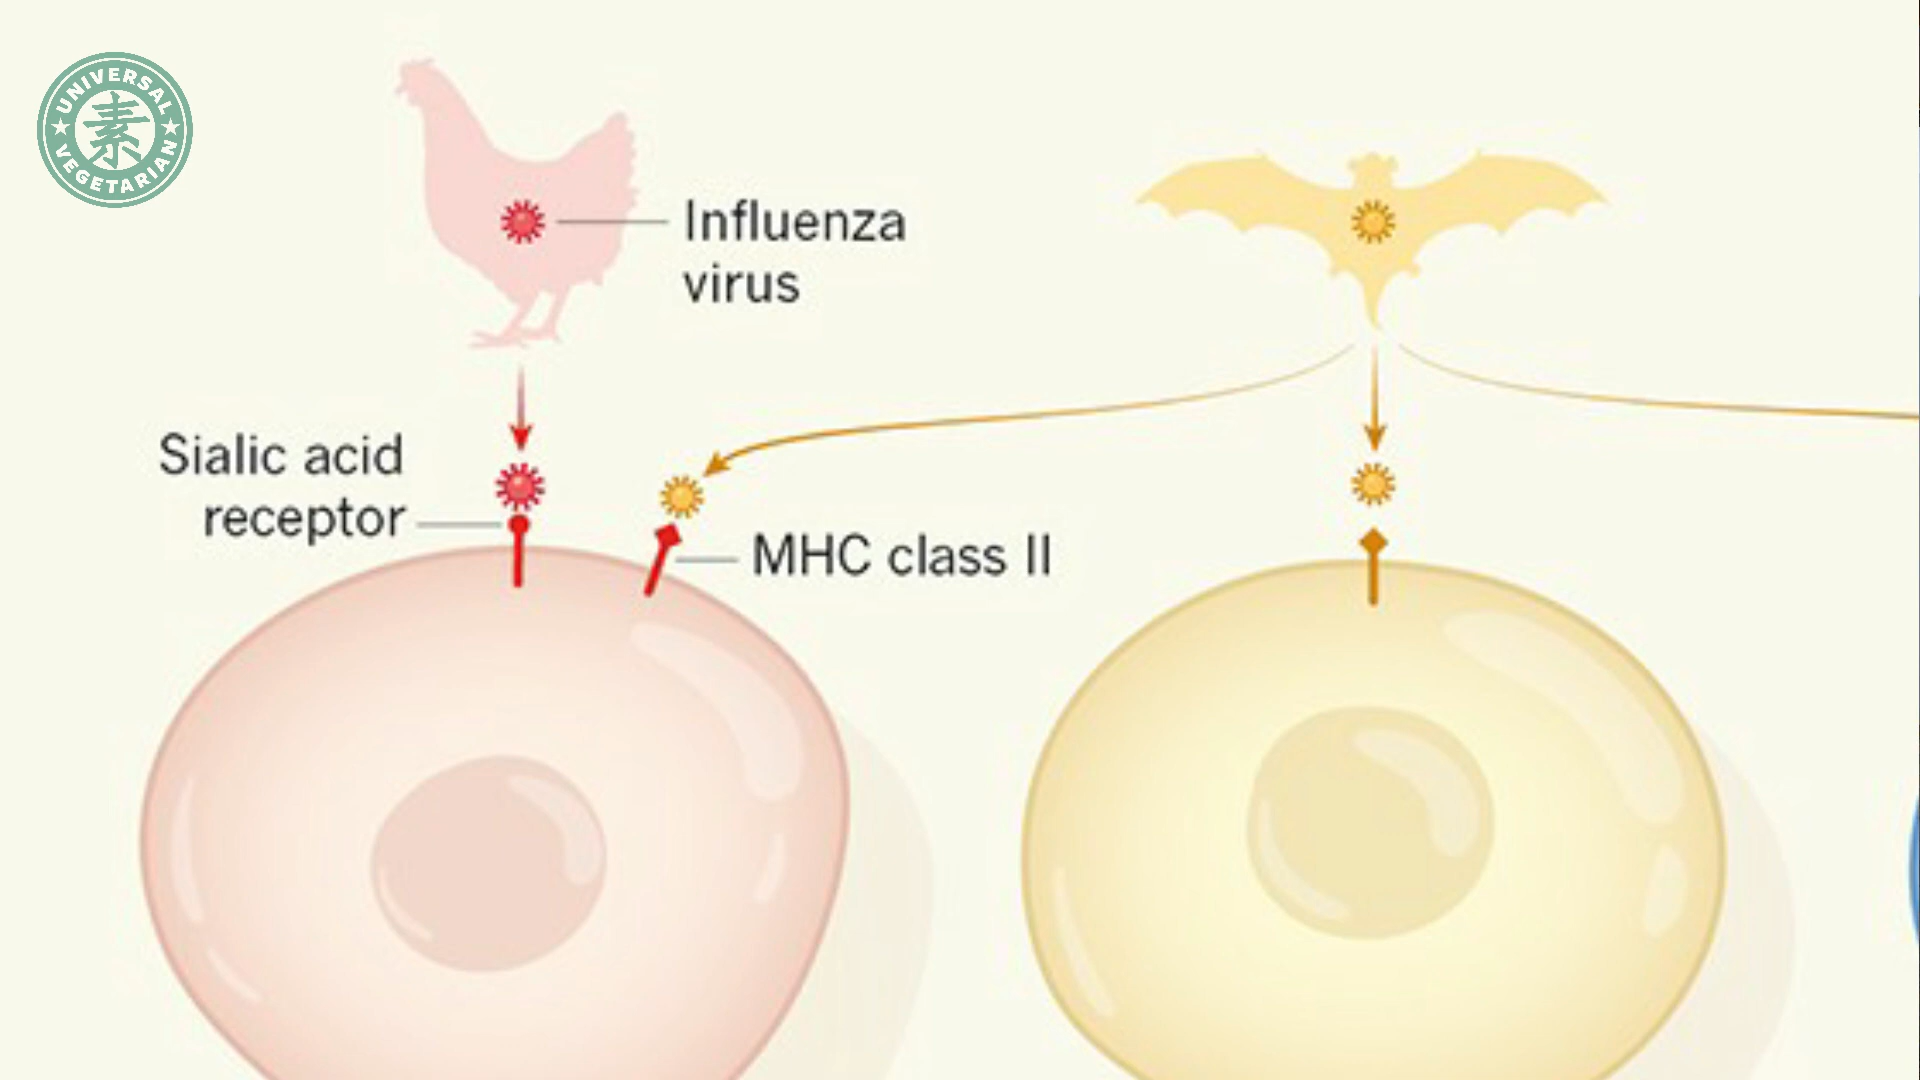 UNIVERSAL
素
VEGETARIAN
Influenza
virus
Sialic acid
receptor
MHC class II